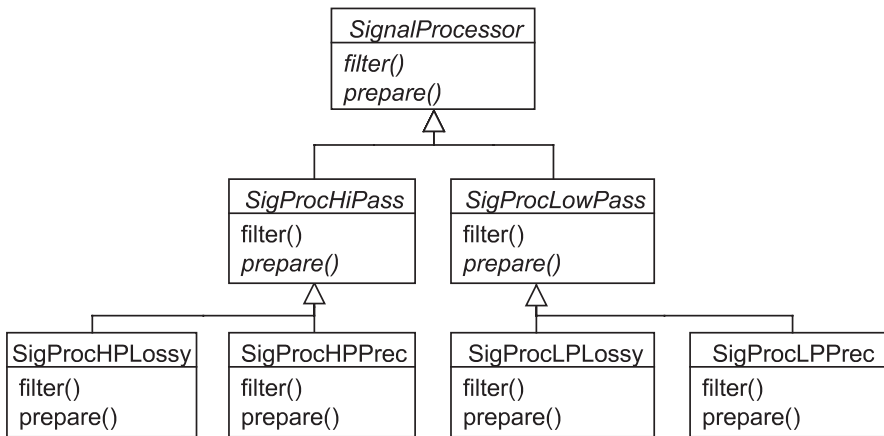 SignalProcessor
filter()
prepare()
SigProcHiPass
filter()
prepare()
SigProcLowPass
filter()
prepare()
SigProcHPLossy
filter()
prepare()
SigProcHPPrec
filter()
prepare()
SigProcLPLossy
filter()
prepare()
SigProcLPPrec
filter()
prepare()